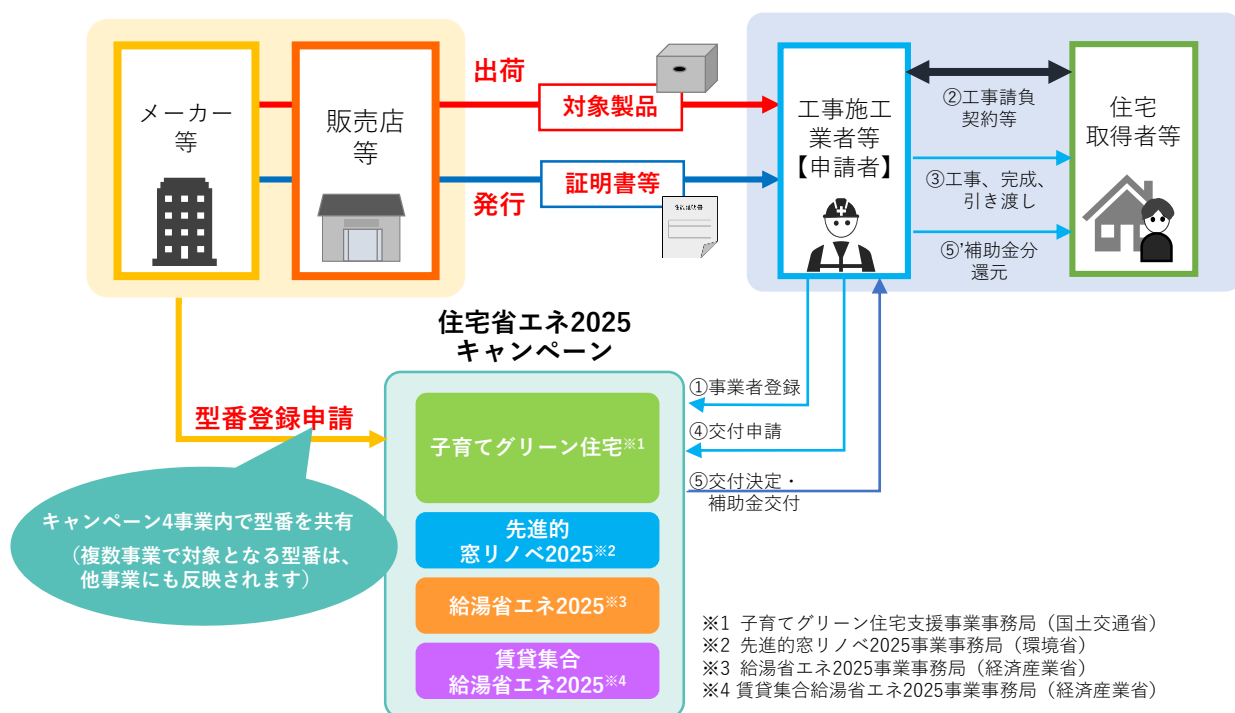 メーカー
等
販売店
等
出荷
対象製品
発行
証明書等
工事施工
業者等
【申請者】
②工事請負
契約等
③工事、完成、
引き渡し
⑤’補助金分
還元
住宅
取得者等
住宅省エネ2025
キャンペーン
型番登録申請
キャンペーン4事業内で型番を共有
（複数事業で対象となる型番は、
他事業にも反映されます）
子育てグリーン住宅※1
先進的
窓リノベ2025※2
給湯省エネ2025※3
賃貸集合
給湯省エネ2025※4
①事業者登録
④交付申請
⑤交付決定・
補助金交付
※1 子育てグリーン住宅支援事業事務局（国土交通省）
※2 先進的窓リノベ2025事業事務局（環境省）
※3 給湯省エネ2025事業事務局（経済産業省）
※4 賃貸集合給湯省エネ2025事業事務局（経済産業省）